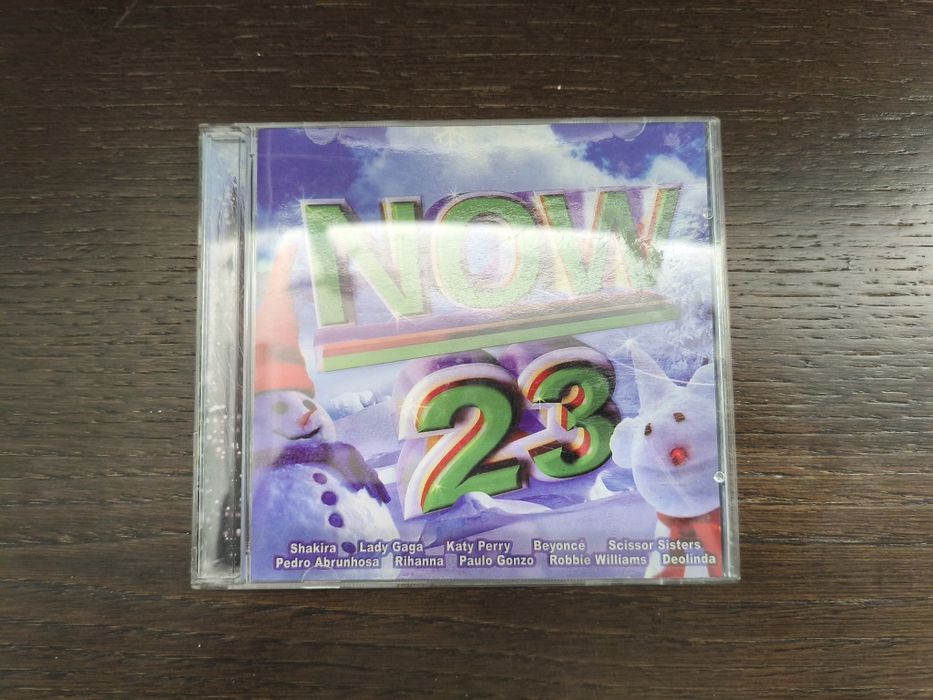 NOW
23
Shakira Lady Gaga Katy Perry Beyoncé Scissor Sisters
Pedro Abrunhosa Rihanna Paulo Gonzo Robbie Williams Deolinda